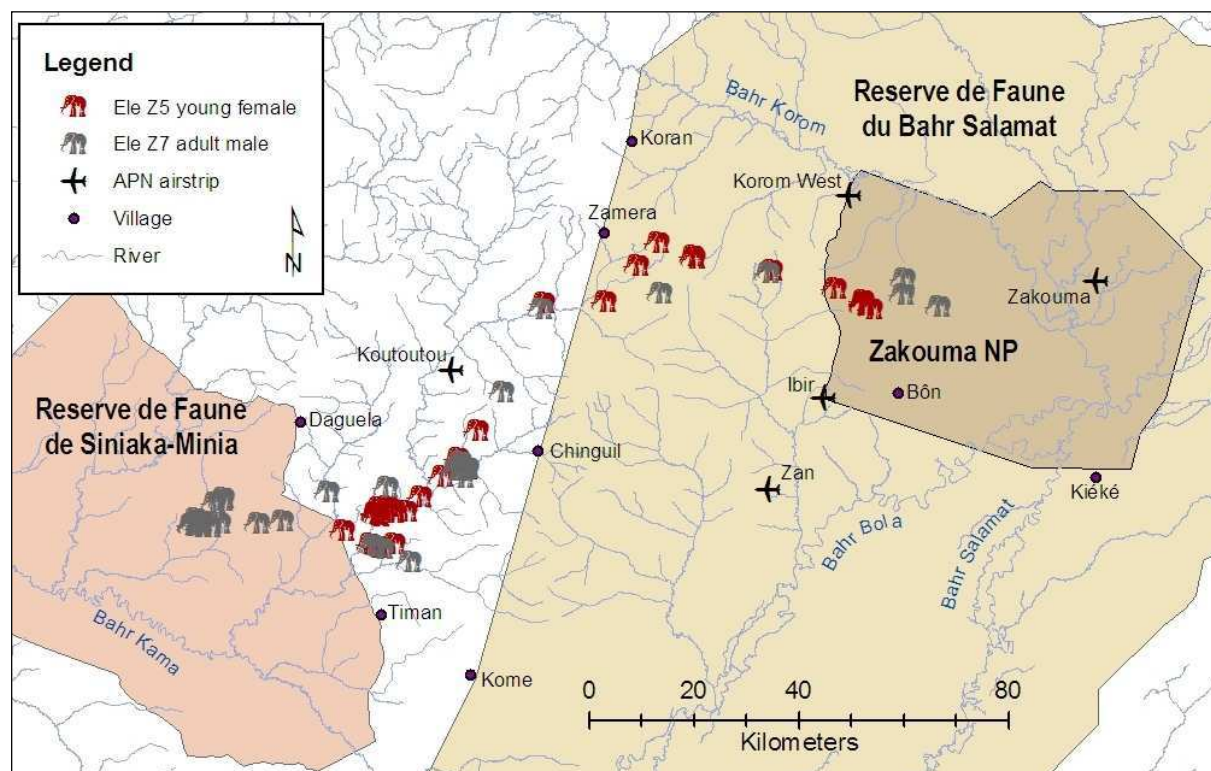 Legend
Ele Z5 young female
Ele Z7 adult male
APN airstrip
Village
River
N
Bahr Korom
Reserve de Faune
du Bahr Salamat
Koran
Korom West
Zamera
Zakouma
Koutoutou
Zakouma NP
Ibir
Bôn
Reserve de Faune
de Siniaka-Minia
Daguela
Chinguil
Zan
Kiéké
Bahr Bola
Bahr Salamat
Timan
Bahr Kama
Kome
0 20 40 60 80
Kilometers